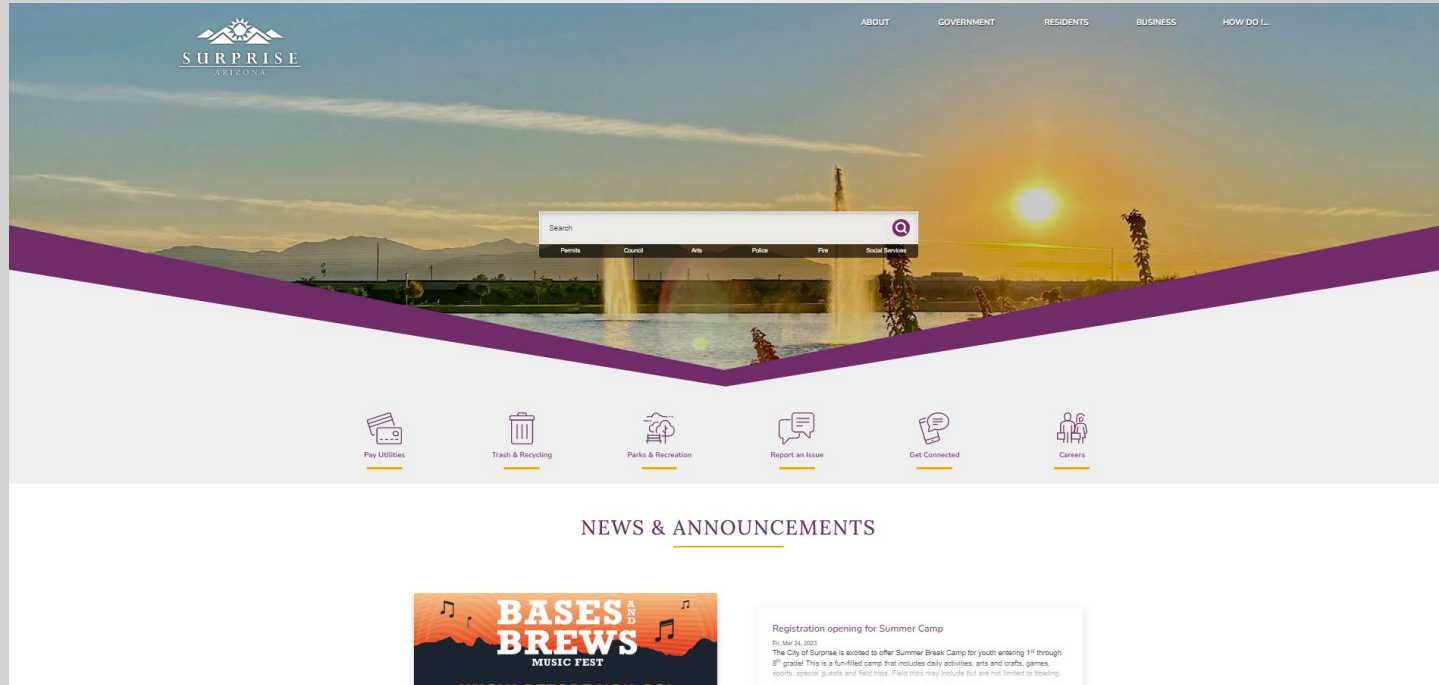 ABOUT GOVERNMENT RESIDENTS BUSINESS HOW DO I...
SURPRISE
ARIZONA
Search
Permits Council Arts Police Fire Social Services
Pay Utilities Trash & Recycling Parks & Recreation Report an Issue Get Connected Careers
NEWS & ANNOUNCEMENTS
BASES AND
BREWS
MUSIC FEST
KNOW BEFORE YOU GO!
Registration opening for Summer Camp
Fri, Mar 24, 2023
The City of Surprise is excited to offer Summer Break Camp for youth entering 1st through
8th grade! This is a fun-filled camp that includes daily activities, arts and crafts, games,
sports, special guests and field trips. Field trips may include but are not limited to bowling,